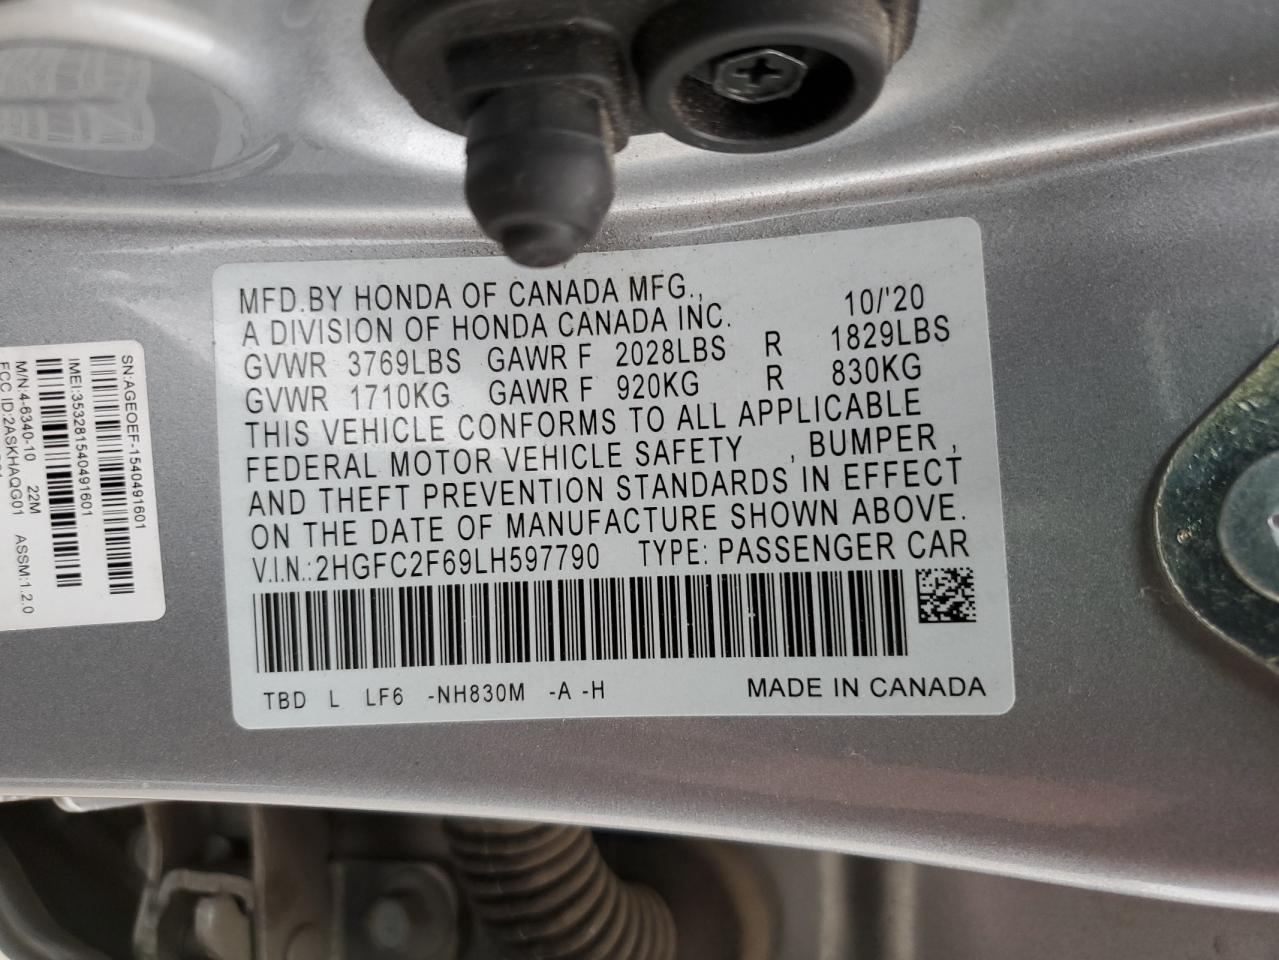 MFD.BY HONDA OF CANADA MFG., 10/'20
A DIVISION OF HONDA CANADA INC.
GVWR 3769LBS GAWR F 2028LBS R 1829LBS
GVWR 1710KG GAWR F 920KG R 830KG
THIS VEHICLE CONFORMS TO ALL APPLICABLE
FEDERAL MOTOR VEHICLE SAFETY , BUMPER ,
AND THEFT PREVENTION STANDARDS IN EFFECT
ON THE DATE OF MANUFACTURE SHOWN ABOVE.
V.I.N.:2HGFC2F69LH597790 TYPE: PASSENGER CAR
TBD L LF6 -NH830M -A -H MADE IN CANADA
SN:AGEOEF-1540491601
IMEI:353281540491601
M/N:4-6340-10 22M
FCC ID:2ASKHAQGG01 ASSM:1.2.0